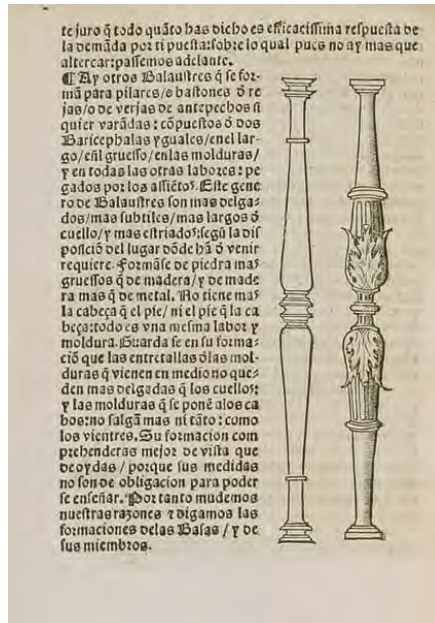 te juro q̃ todo quãto has dicho es efficacissima respuesta de
la demãda por ti puesta: sobre lo qual pues no ay mas que
altercar: passemos adelante.
¶ Ay otros Balaustres q̃ se for-
mã para pilares/o bastones õ re
jas/o de verjas de antepechos si
quier varãdas: cõpuestos õ dos
Baricephalas yguales/enel lar-
go/eñl gruesso/enlas molduras/
y en todas las otras labores: pe
gados por los assiẽtoˢ. Este gene
ro de Balaustres son mas delga-
dos/mas subtiles/mas largos õ
cuello/y mas estriados: segũ la dis
posiciõ del lugar dõde hã õ venir
requiere. Formãse de piedra maˢ
gruessos q̃ de madera/y de made
ra mas q̃ de metal. No tiene maˢ
la cabeça q̃ el pie/ni el pie q̃ la ca
beça: todo es vna mesma labor y
moldura. Guarda se en su forma-
ciõ que las entretallas õlas mol-
duras q̃ vienen en medio no que-
den mas delgadas q̃ los cuellos:
y las molduras q̃ se ponẽ alos ca
bos: no salgã mas ni tãto: como
los vientres. Su formacion com
prehenderas mejor de vista que
de oydas/porque sus medidas
no son de obligacion para poder
se enseñar. Por tanto mudemos
nuestras razones ⁊ digamos las
formaciones delas Basas/y de
sus miembros.